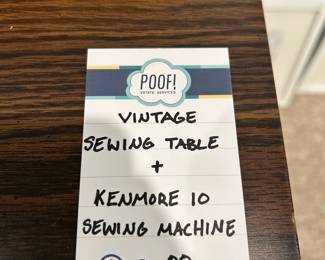 POOF!
ESTATE SERVICES
VINTAGE
SEWING TABLE
+
KENMORE 10
SEWING MACHINE